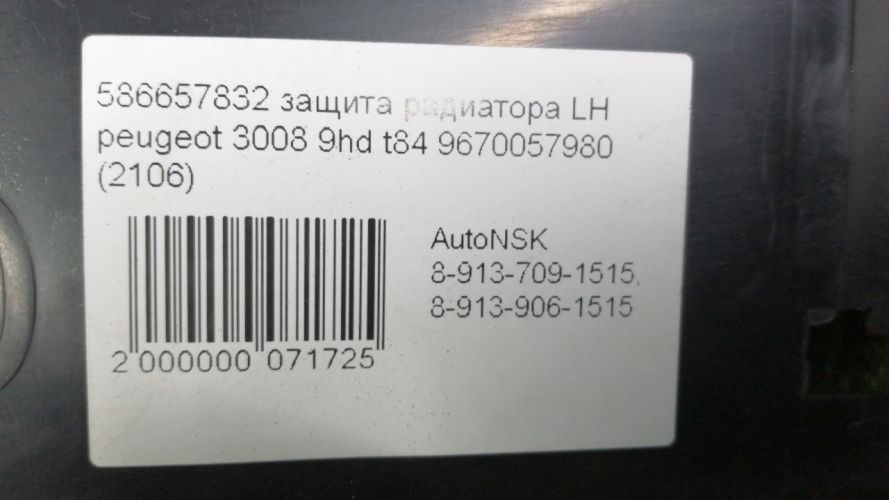 586657832 защита радиатора LH
peugeot 3008 9hd t84 9670057980
(2106)
AutoNSK
8-913-709-1515,
8-913-906-1515
2 000000 071725